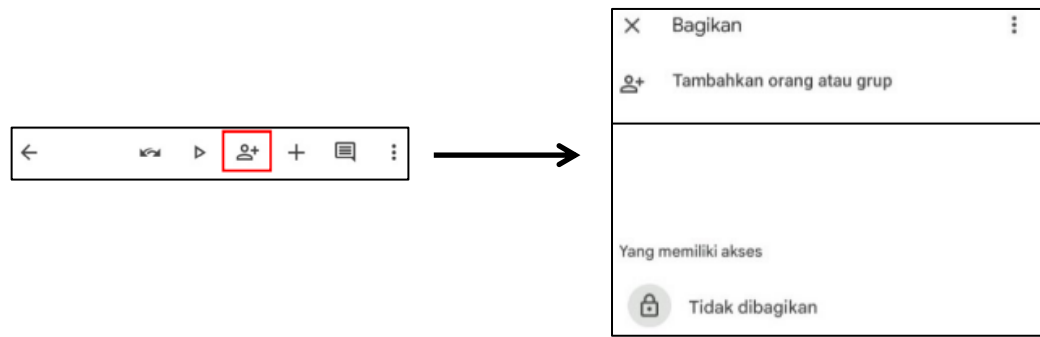 Bagikan
Tambahkan orang atau grup
Yang memiliki akses
Tidak dibagikan